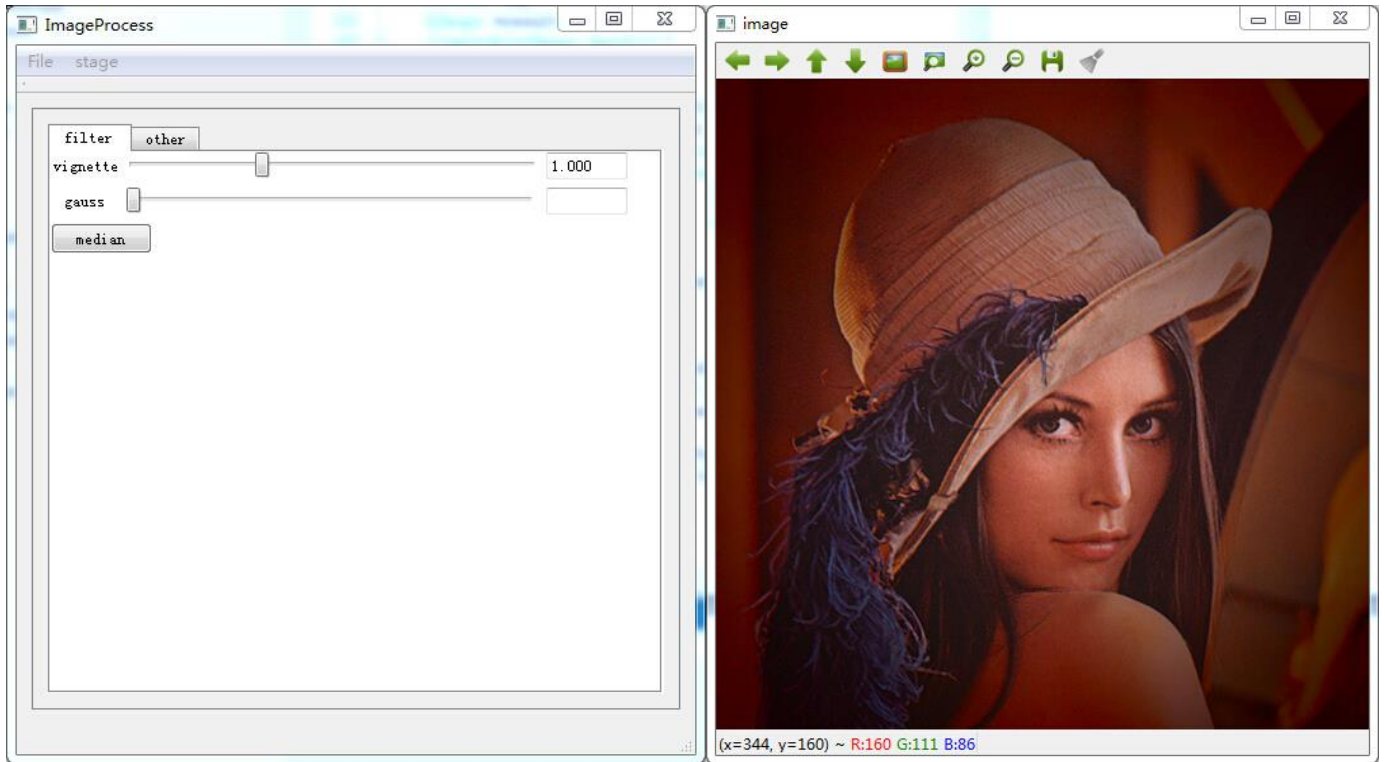 ImageProcess
File stage
filter other
vignette 1.000
gauss
median
image
(x=344, y=160) ~ R:160 G:111 B:86